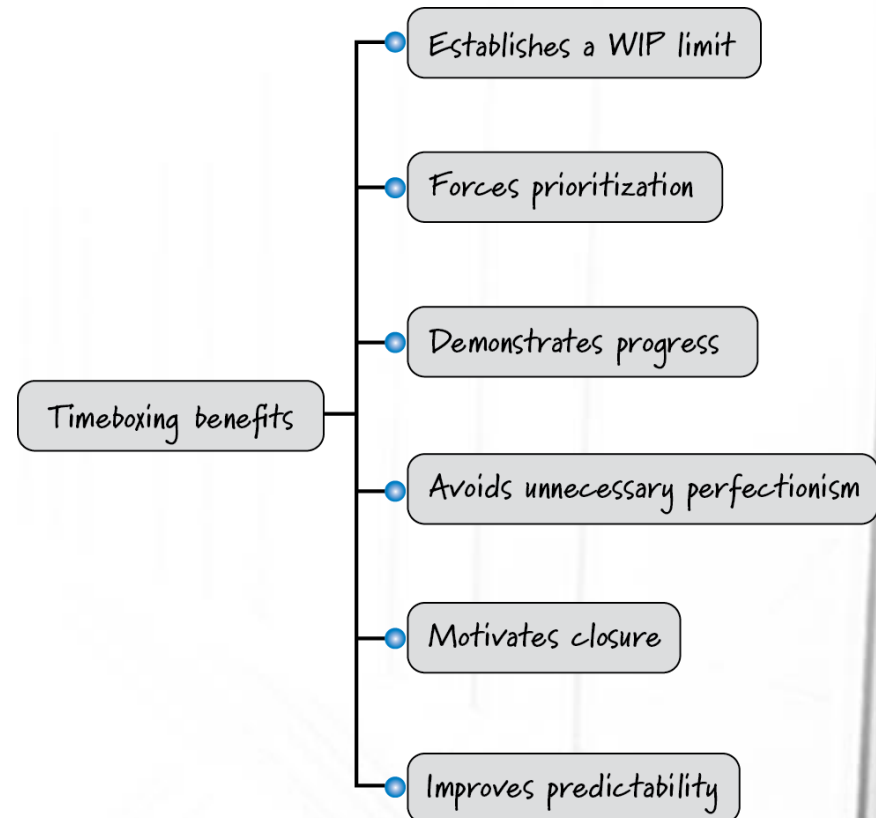 Establishes a WIP limit
Forces prioritization
Demonstrates progress
Timeboxing benefits
Avoids unnecessary perfectionism
Motivates closure
Improves predictability